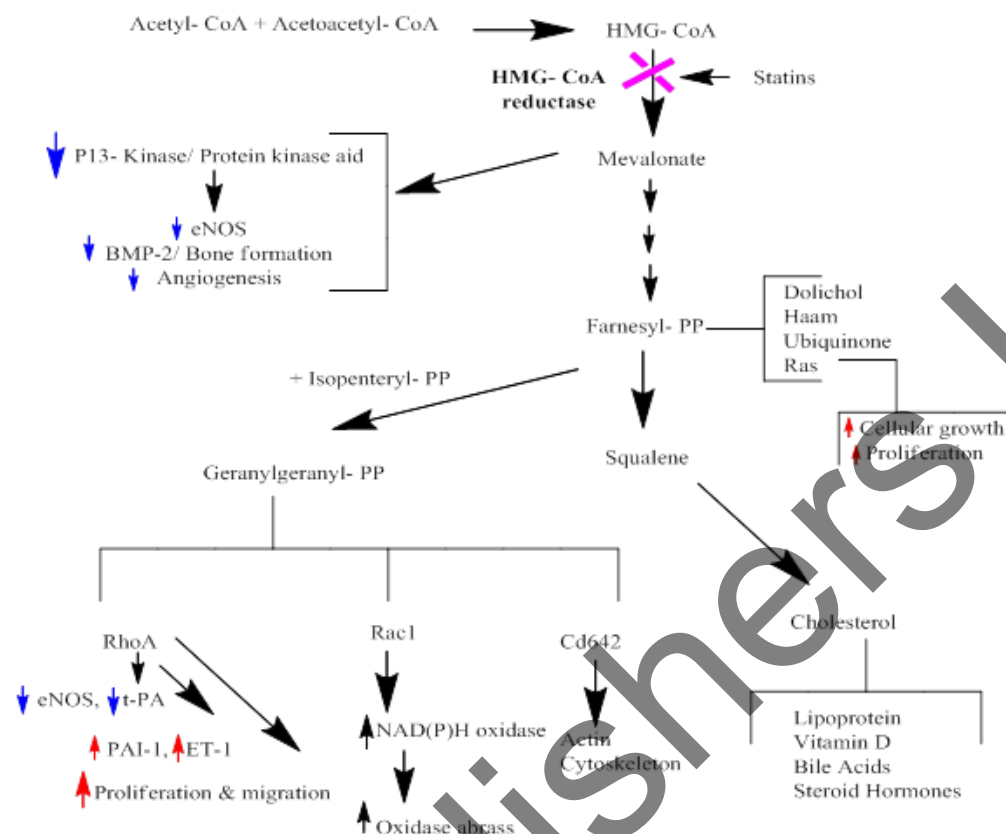 Acetyl- CoA + Acetoacetyl- CoA
HMG- CoA
HMG- CoA
reductase
Statins
P13- Kinase/ Protein kinase aid
eNOS
BMP-2/ Bone formation
Angiogenesis
Mevalonate
Farnesyl- PP
Dolichol
Haam
Ubiquinone
Ras
Cellular growth
Proliferation
+ Isopenteryl- PP
Geranylgeranyl- PP
Squalene
RhoA
eNOS, t-PA
PAI-1, ET-1
Proliferation & migration
Rac1
NAD(P)H oxidase
Oxidase abrass
Cd642
Actin
Cytoskeleton
Cholesterol
Lipoprotein
Vitamin D
Bile Acids
Steroid Hormones
lishers